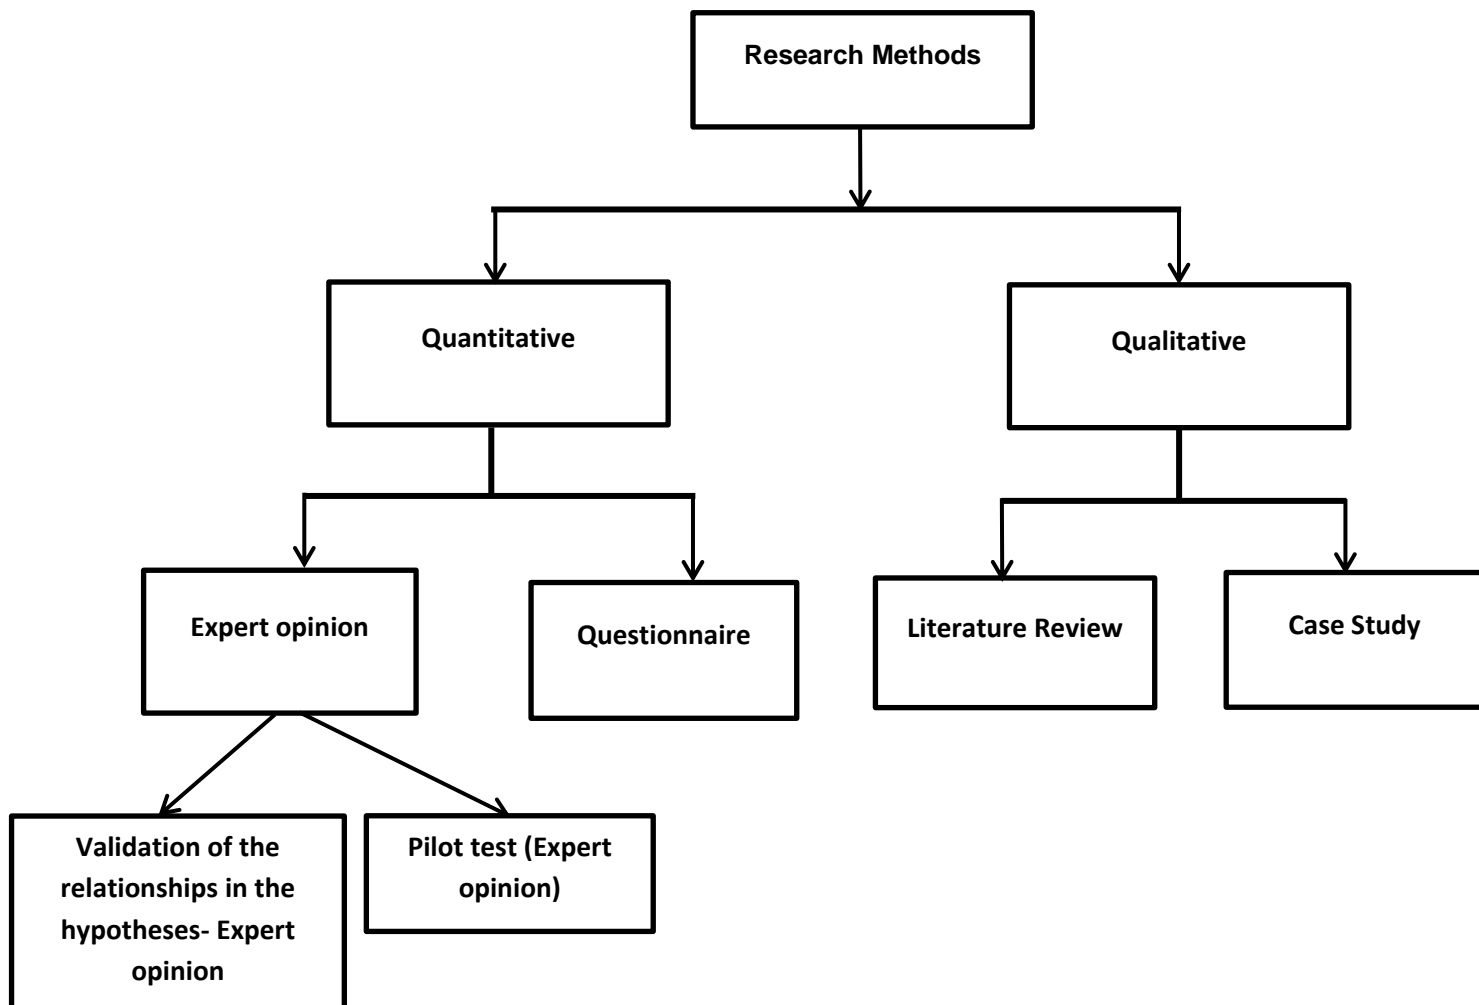 Research Methods
Quantitative
Qualitative
Expert opinion
Questionnaire
Literature Review
Case Study
Validation of the
relationships in the
hypotheses- Expert
opinion
Pilot test (Expert
opinion)